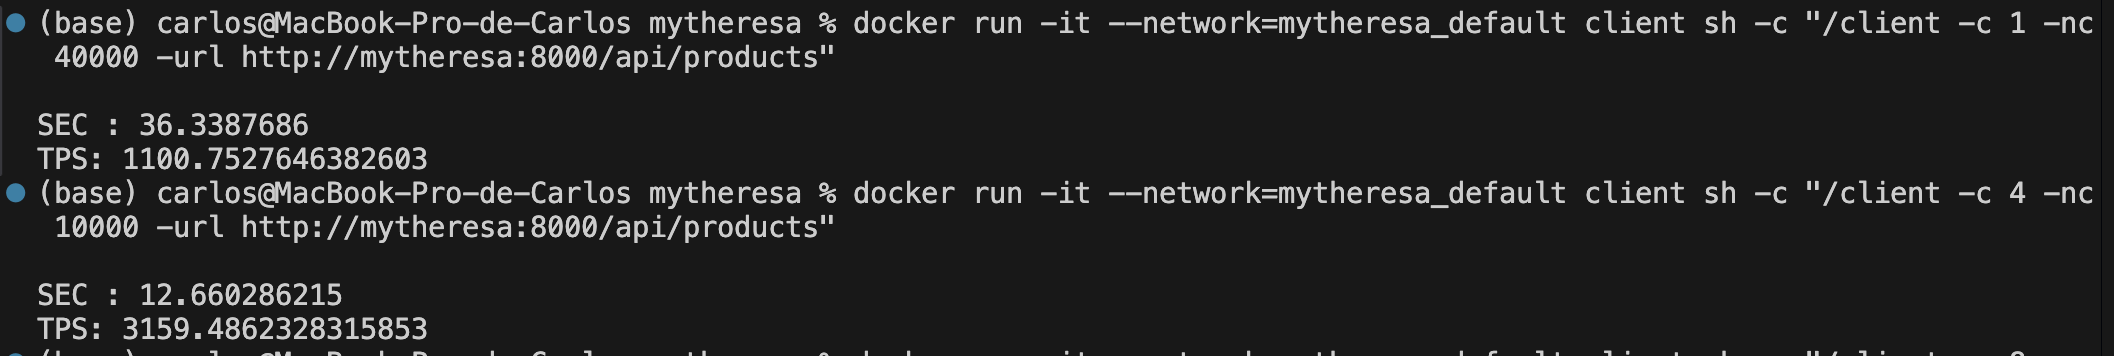 (base) carlos@MacBook-Pro-de-Carlos mytheresa % docker run -it --network=mytheresa_default client sh -c "/client -c 1 -nc
40000 -url http://mytheresa:8000/api/products"
SEC : 36.3387686
TPS: 1100.7527646382603
(base) carlos@MacBook-Pro-de-Carlos mytheresa % docker run -it --network=mytheresa_default client sh -c "/client -c 4 -nc
10000 -url http://mytheresa:8000/api/products"
SEC : 12.660286215
TPS: 3159.4862328315853